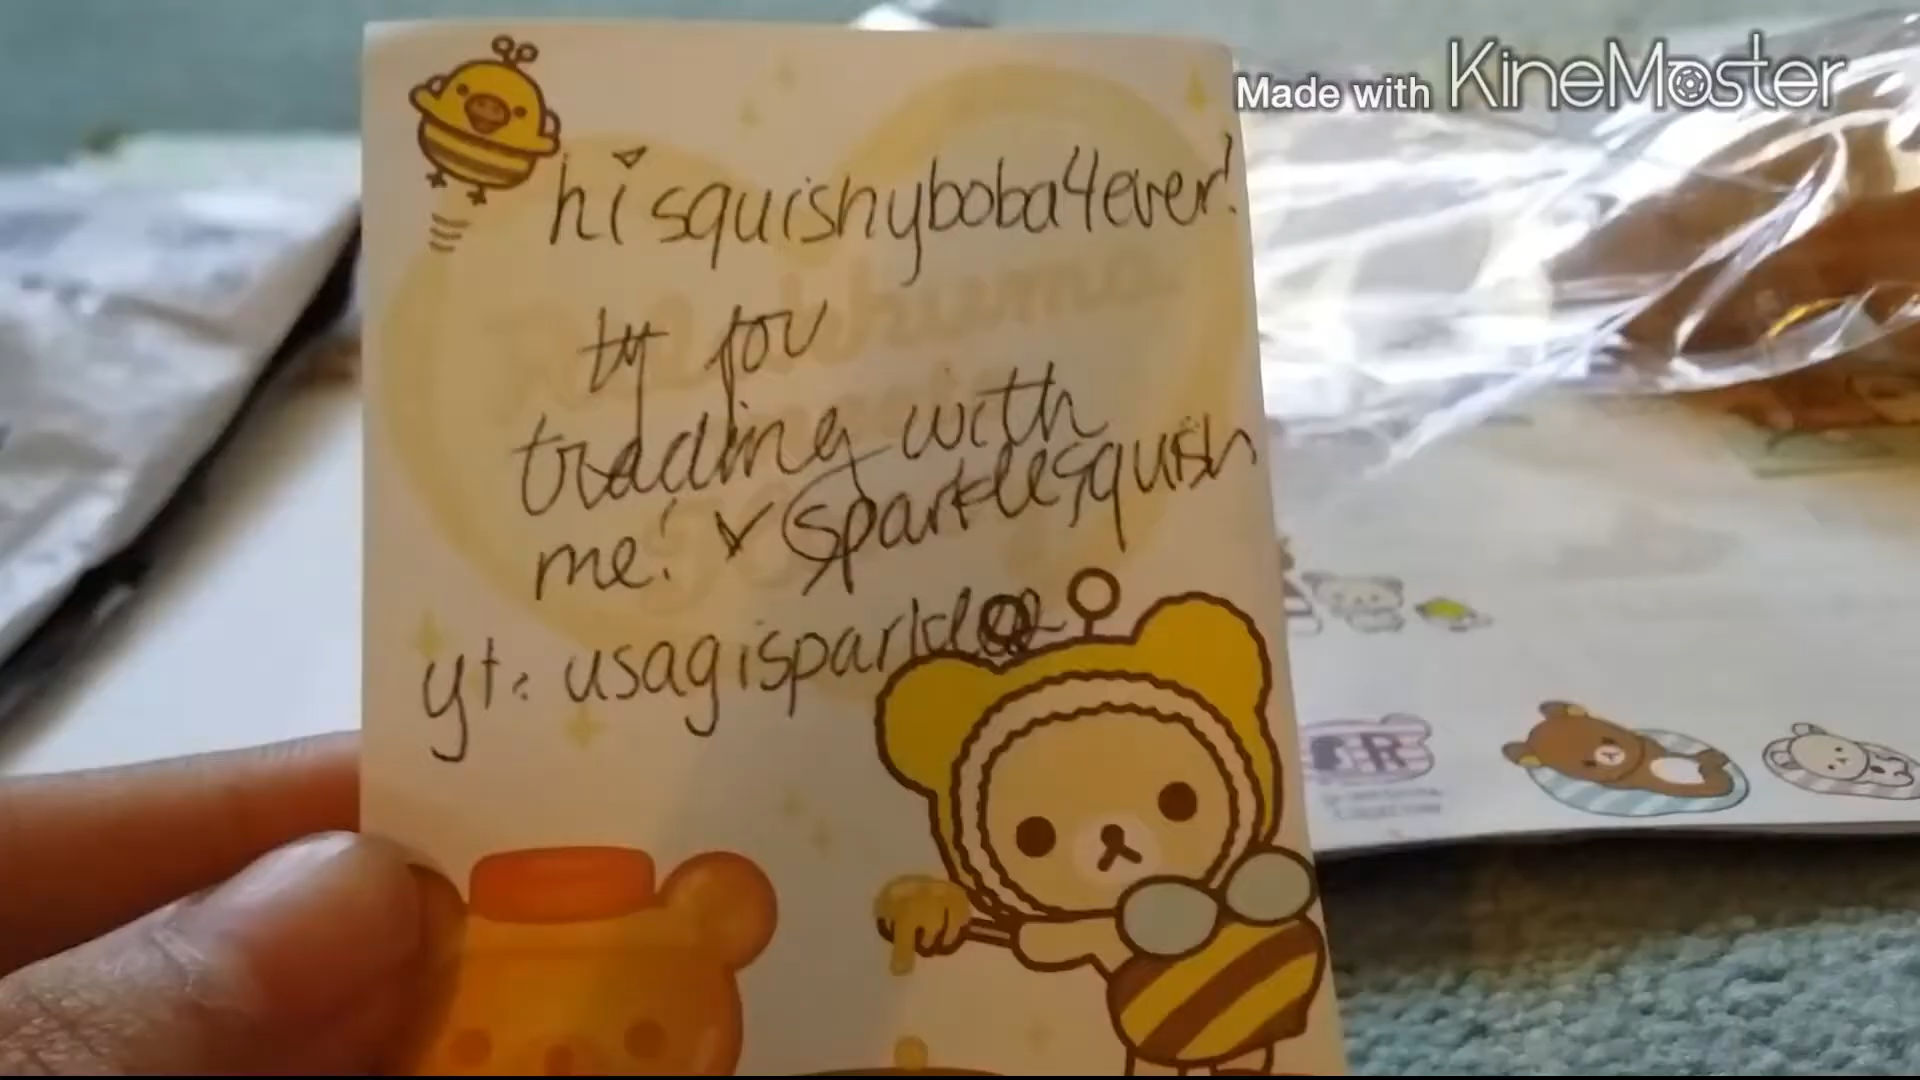 Made with KineMaster
hi squishyboba4ever!
ty for
trading with
me! sparklesquish
yt: usagisparkle